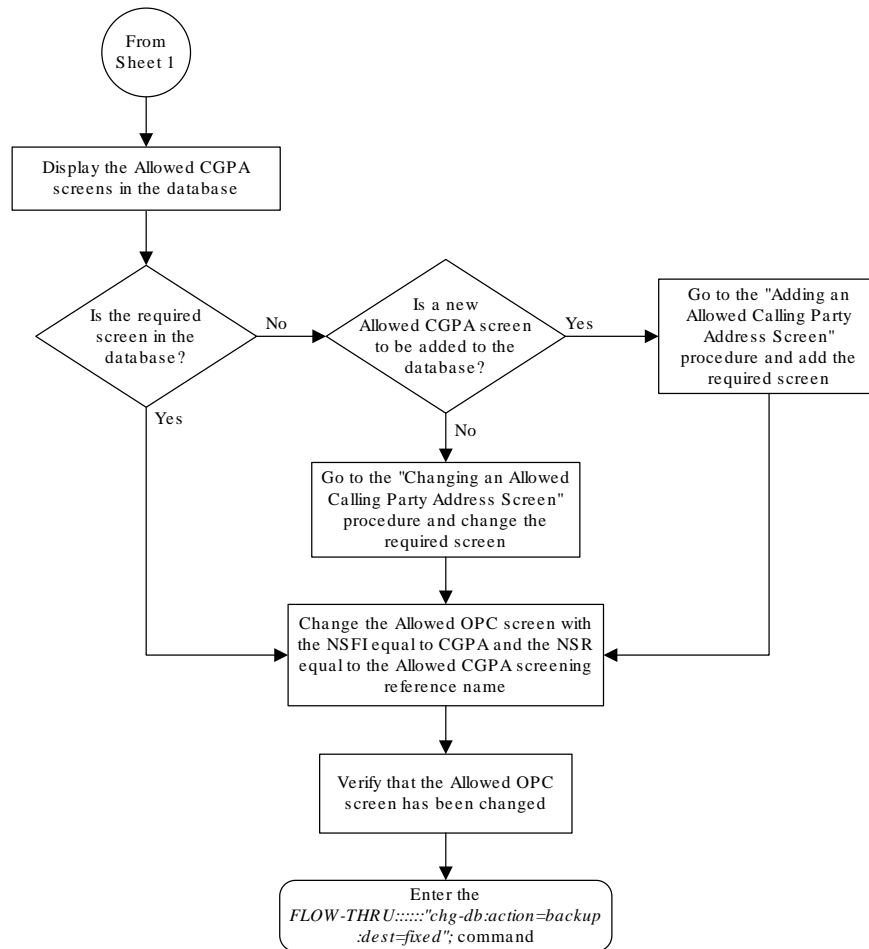 From
Sheet 1
Display the Allowed CGPA
screens in the database
Is the required
screen in the
database?
No
Yes
Is a new
Allowed CGPA screen
to be added to the
database?
Yes
No
Go to the "Adding an
Allowed Calling Party
Address Screen"
procedure and add the
required screen
Go to the "Changing an Allowed
Calling Party Address Screen"
procedure and change the
required screen
Change the Allowed OPC screen with
the NSFI equal to CGPA and the NSR
equal to the Allowed CGPA screening
reference name
Verify that the Allowed OPC
screen has been changed
Enter the
FLOW-THRU::::::"chg-db:action=backup
:dest=fixed"; command